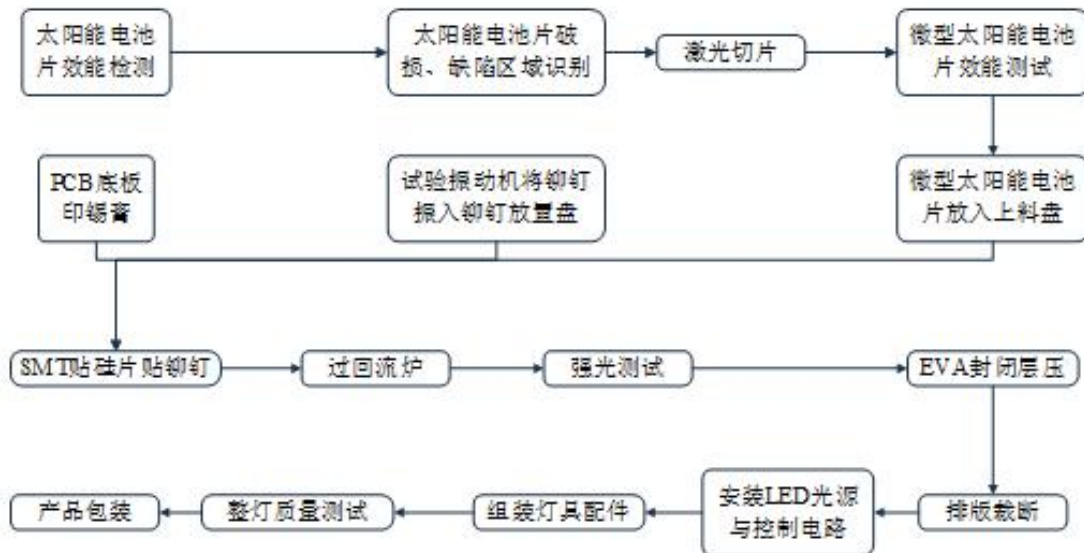 太阳能电池
片效能检测
太阳能电池片破
损、缺陷区域识别
激光切片
微型太阳能电池
片效能测试
PCB底板
印锡膏
试验振动机将铆钉
振入铆钉放置盘
微型太阳能电池
片放入上料盘
SMT贴硅片贴铆钉
过回流炉
强光测试
EVA封闭层压
产品包装
整灯质量测试
组装灯具配件
安装LED光源
与控制电路
排版裁断